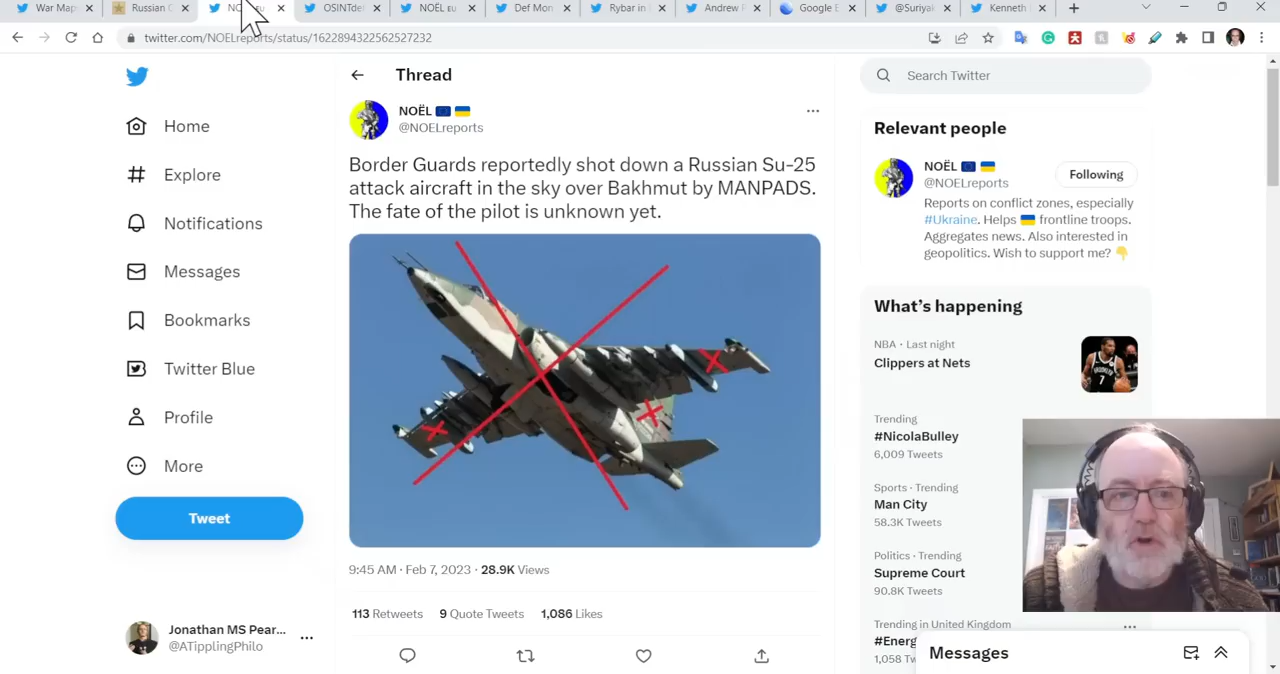 War Map
Russian C
NOËL
OSINTde
NOËL eu
Def Mon
Rybar in
Andrew
Google E
@Suriyak
Kenneth
twitter.com/NOELreports/status/1622894322562527232
Thread
Search Twitter
NOËL
@NOELreports
Border Guards reportedly shot down a Russian Su-25
attack aircraft in the sky over Bakhmut by MANPADS.
The fate of the pilot is unknown yet.
9:45 AM · Feb 7, 2023 · 28.9K Views
113 Retweets 9 Quote Tweets 1,086 Likes
Home
Explore
Notifications
Messages
Bookmarks
Twitter Blue
Profile
More
Tweet
Jonathan MS Pear...
@ATipplingPhilo
Relevant people
NOËL
@NOELreports
Following
Reports on conflict zones, especially
#Ukraine. Helps frontline troops.
Aggregates news. Also interested in
geopolitics. Wish to support me?
What's happening
NBA · Last night
Clippers at Nets
Trending
#NicolaBulley
6,009 Tweets
Sports · Trending
Man City
58.3K Tweets
Politics · Trending
Supreme Court
90.8K Tweets
Trending in United Kingdom
#Energ
1,058 Tw
Messages